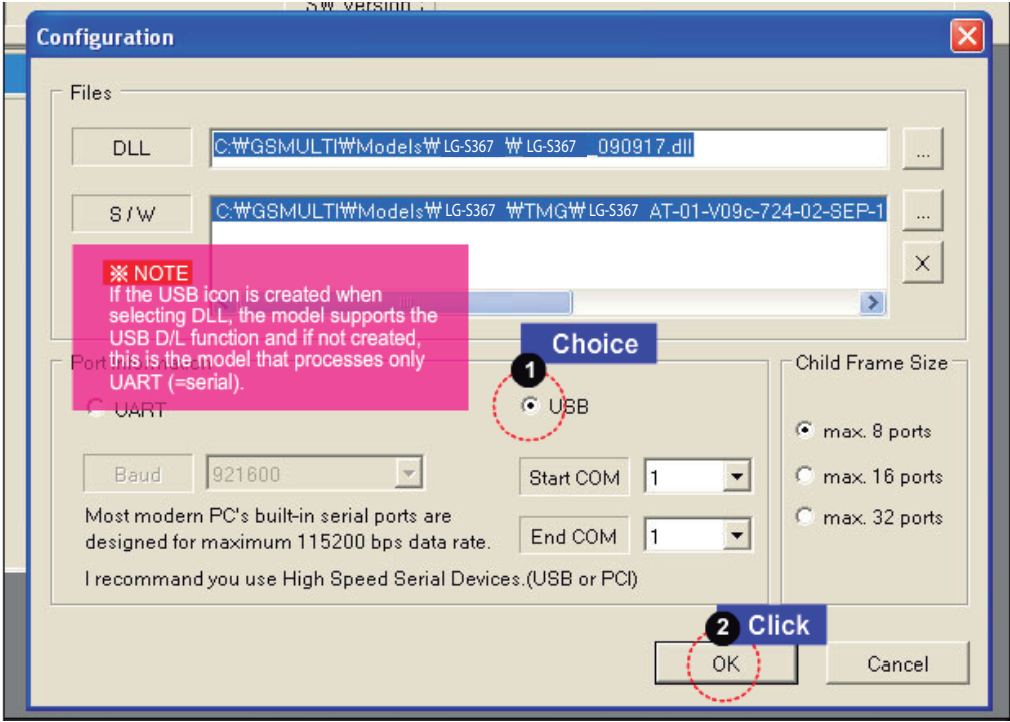 SW Version :
Configuration
Files
DLL
C:₩GSMULTI₩Models₩ LG-S367 ₩ LG-S367 _090917.dll
...
S / W
C:₩GSMULTI₩Models₩ LG-S367 ₩TMG₩ LG-S367 AT-01-V09c-724-02-SEP-1
...
X
※ NOTE
If the USB icon is created when
selecting DLL, the model supports the
USB D/L function and if not created,
this is the model that processes only
UART (=serial).
Choice
Port Information
1
Child Frame Size
UART
USB
max. 8 ports
Baud
921600
Start COM
1
max. 16 ports
Most modern PC's built-in serial ports are
designed for maximum 115200 bps data rate.
End COM
1
max. 32 ports
I recommand you use High Speed Serial Devices.(USB or PCI)
2 Click
OK
Cancel